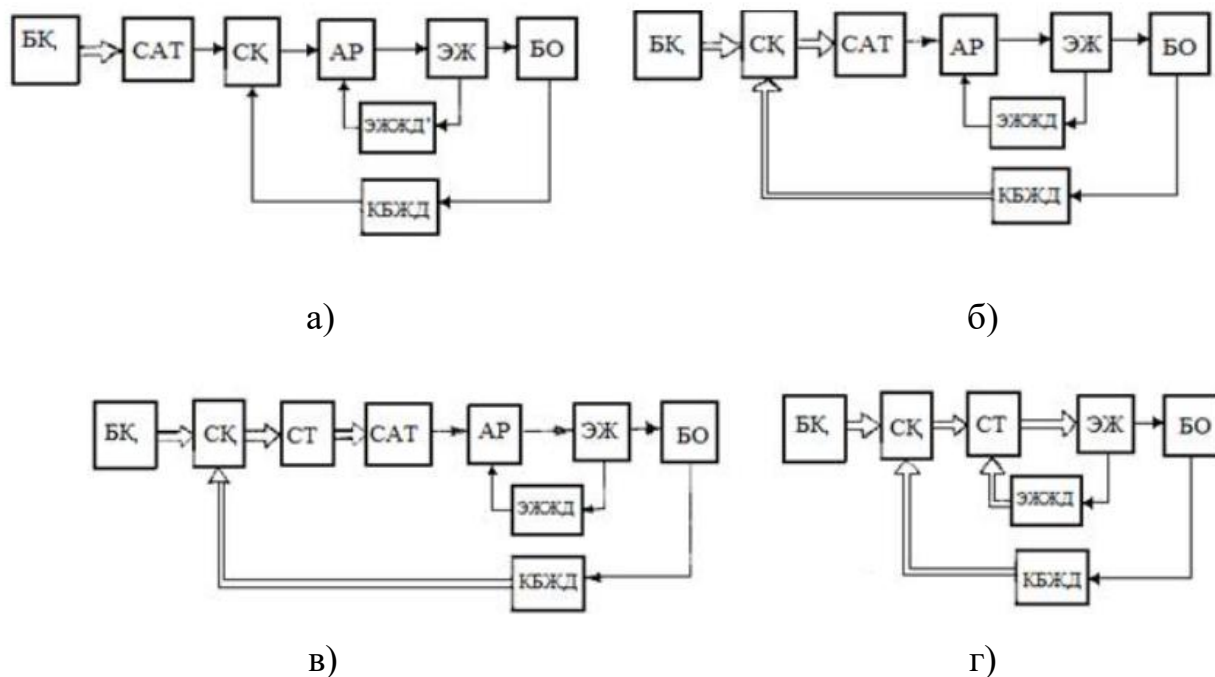 БҚ САТ СҚ АР ЭЖ БО
ЭЖЖД'
КБЖД
а)
БҚ СҚ САТ АР ЭЖ БО
ЭЖЖД
КБЖД
б)
БҚ СҚ СТ САТ АР ЭЖ БО
ЭЖЖД
КБЖД
в)
БҚ СҚ СТ ЭЖ БО
ЭЖЖД
КБЖД
г)